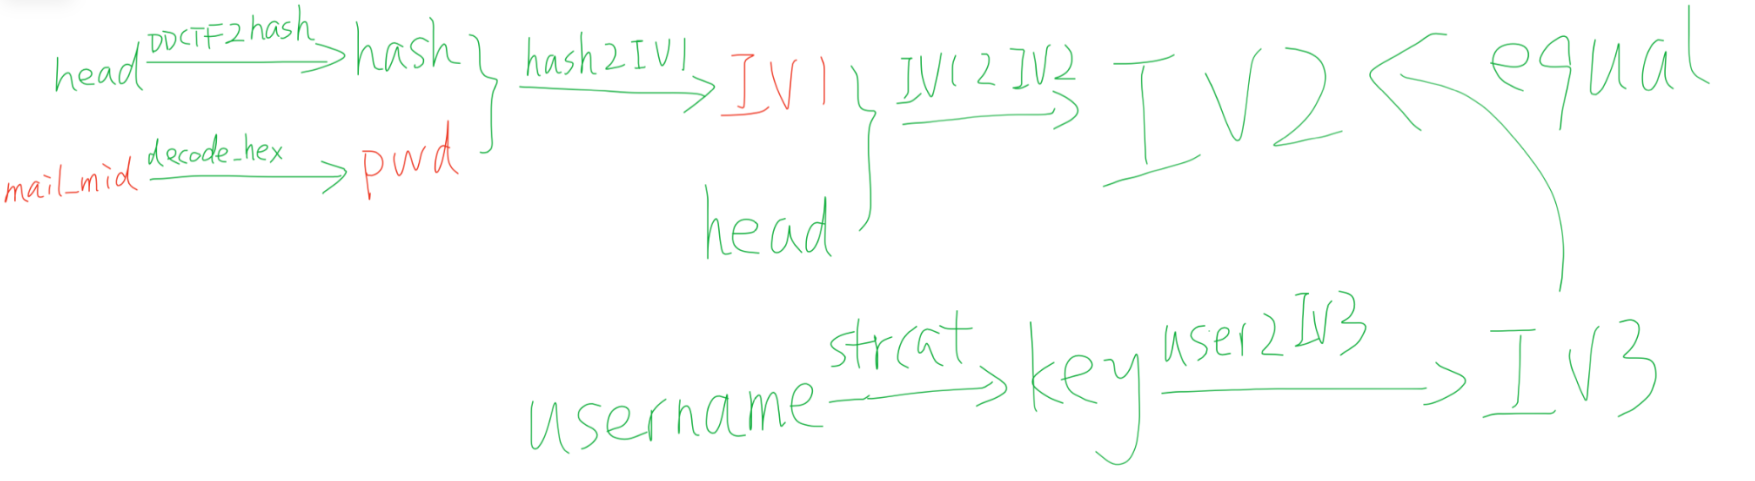 head DDCTF2hash hash hash2IV1 IV1 IV12IV2 IV2 equal
mail_mid decode_hex pwd
head
username strcat key user2IV3 IV3